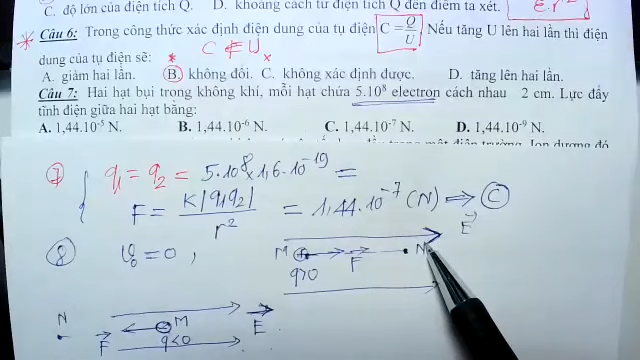 C. độ lớn của điện tích Q. D. khoảng cách từ điện tích Q đến điểm ta xét.
ε.r²
* Câu 6: Trong công thức xác định điện dung của tụ điện C = Q/U Nếu tăng U lên hai lần thì điện
dung của tụ điện sẽ: C ∉ U
A. giảm hai lần. B. không đổi. C. không xác định được. D. tăng lên hai lần.
Câu 7: Hai hạt bụi trong không khí, mỗi hạt chứa 5.10⁸ electron cách nhau 2 cm. Lực đẩy
tĩnh điện giữa hai hạt bằng:
A. 1,44.10⁻⁵ N. B. 1,44.10⁻⁶ N. C. 1,44.10⁻⁷ N. D. 1,44.10⁻⁹ N.
7 q₁ = q₂ = 5.10⁸ × 1,6.10⁻¹⁹ =
F = K|q₁q₂| / r² = 1,44.10⁻⁷ (N) ⇒ C
E
8 v₀ = 0 , M + F N
q>0
N F M E
q<0